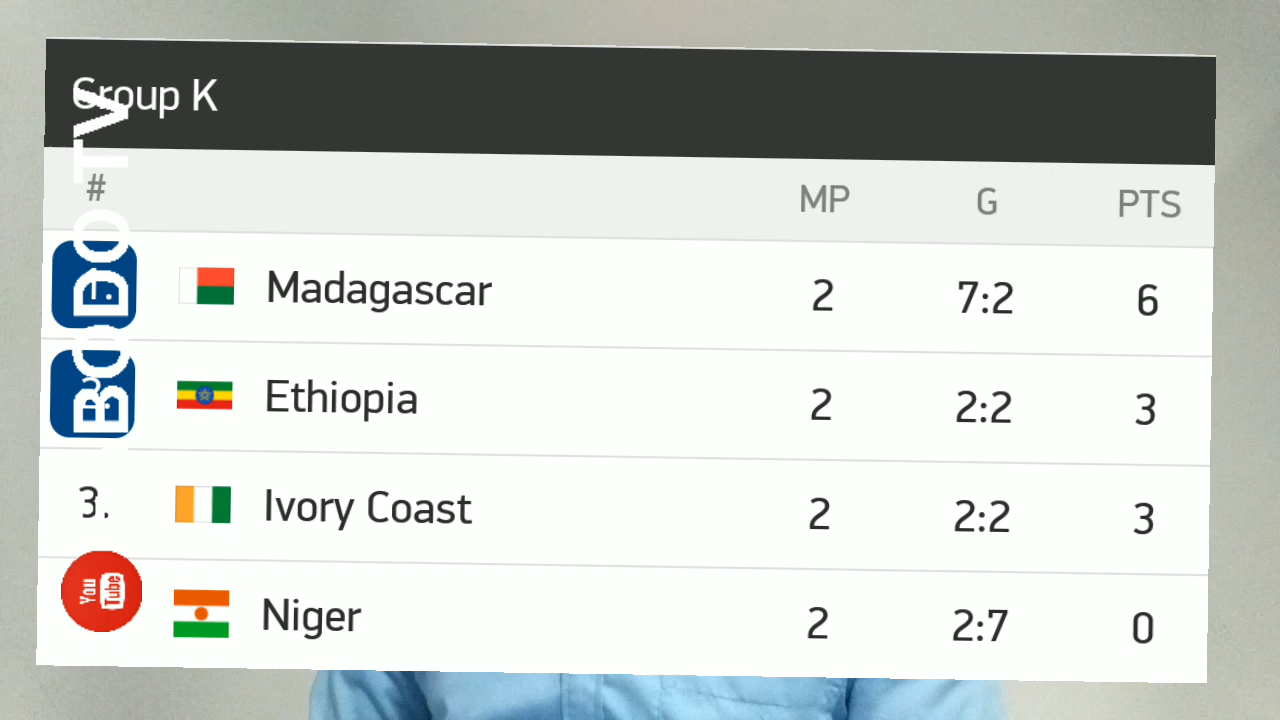 Group K
# MP G PTS
Madagascar 2 7:2 6
2. Ethiopia 2 2:2 3
3. Ivory Coast 2 2:2 3
Niger 2 2:7 0
BODO TV
You
Tube